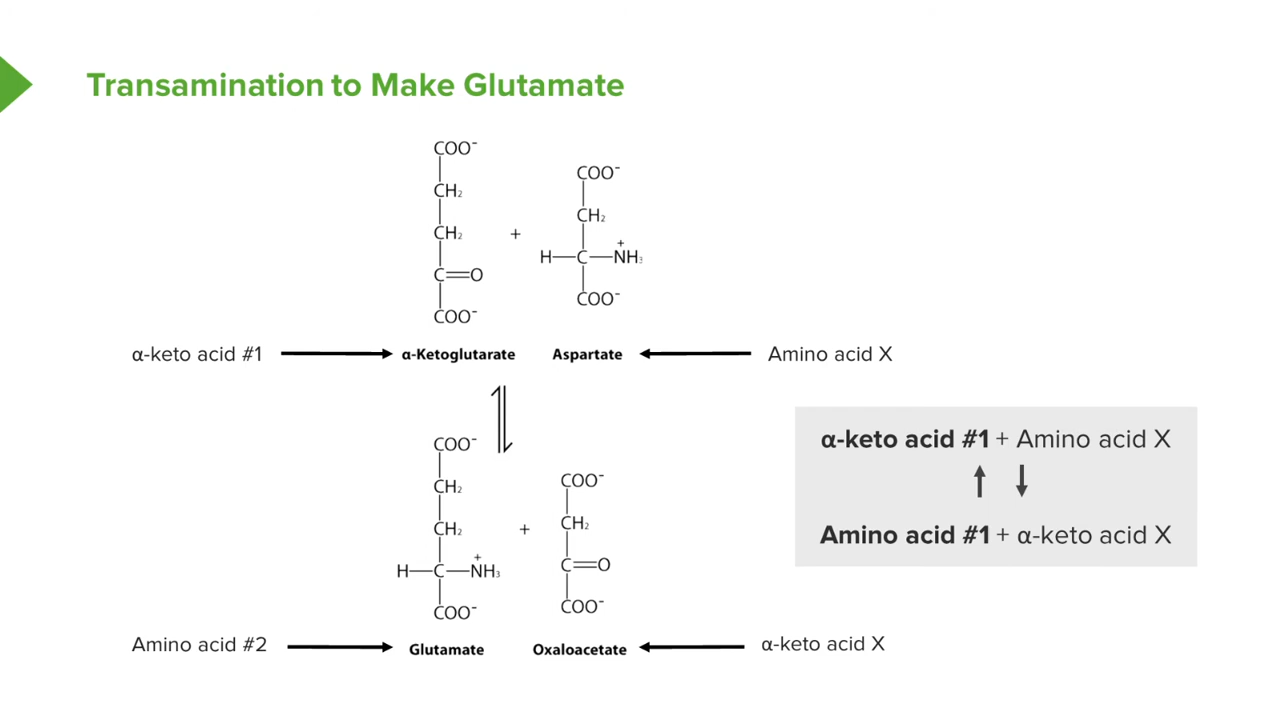 Transamination to Make Glutamate
COO⁻
CH₂
CH₂
C=O
COO⁻
+
COO⁻
CH₂
H—C—N⁺H₃
COO⁻
α-keto acid #1
α-Ketoglutarate
Aspartate
Amino acid X
COO⁻
CH₂
CH₂
H—C—N⁺H₃
COO⁻
+
COO⁻
CH₂
C=O
COO⁻
Amino acid #2
Glutamate
Oxaloacetate
α-keto acid X
α-keto acid #1 + Amino acid X
Amino acid #1 + α-keto acid X